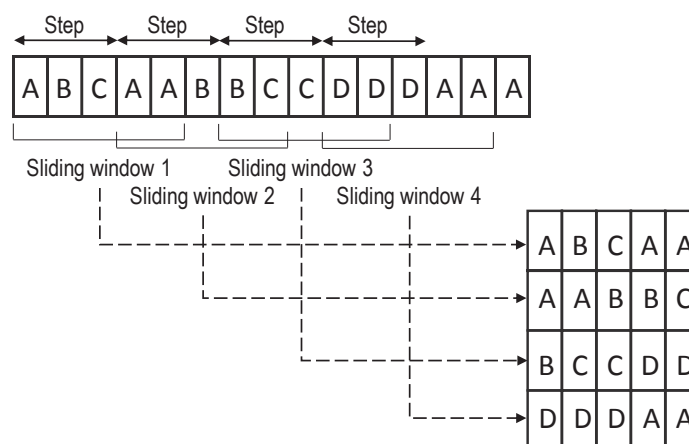 Step Step Step Step
A B C A A B B C C D D D A A A
Sliding window 1 Sliding window 3
Sliding window 2 Sliding window 4
A B C A A
A A B B C
B C C D D
D D D A A